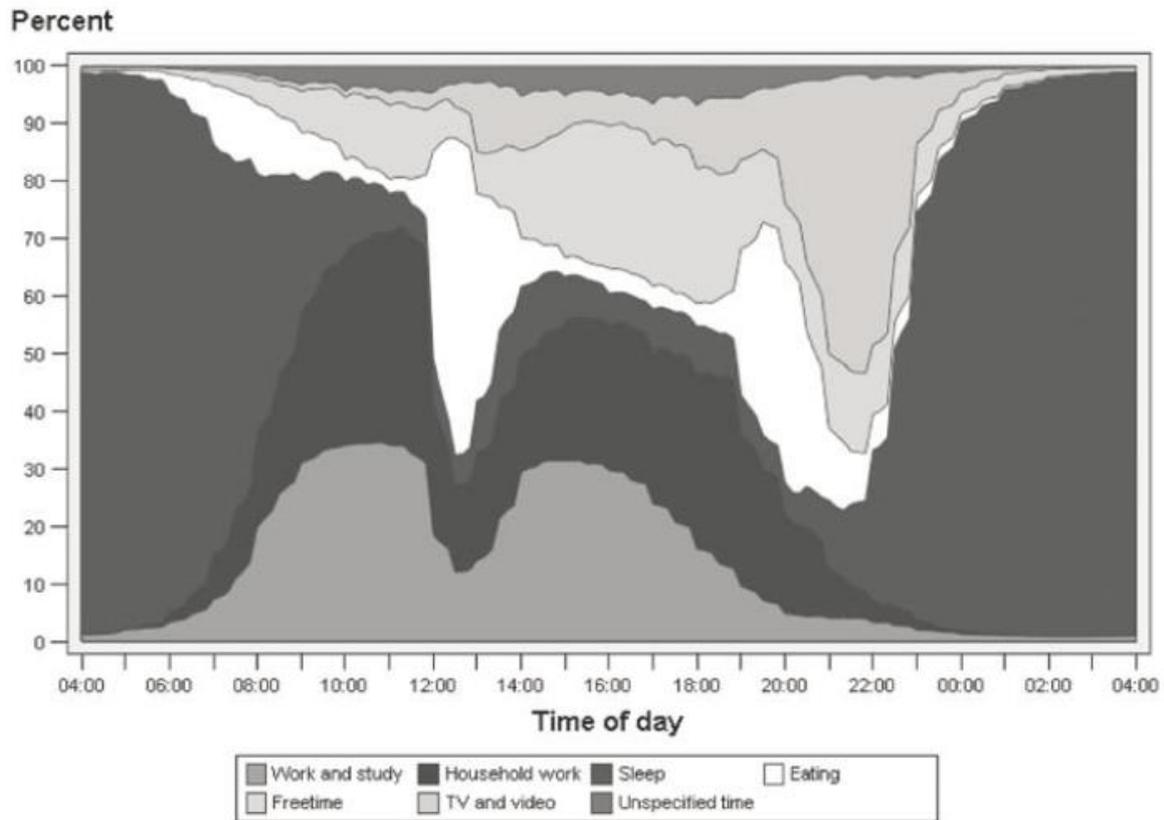 Percent
100
90
80
70
60
50
40
30
20
10
0
04:00 06:00 08:00 10:00 12:00 14:00 16:00 18:00 20:00 22:00 00:00 02:00 04:00
Time of day
Work and study Household work Sleep Eating
Freetime TV and video Unspecified time